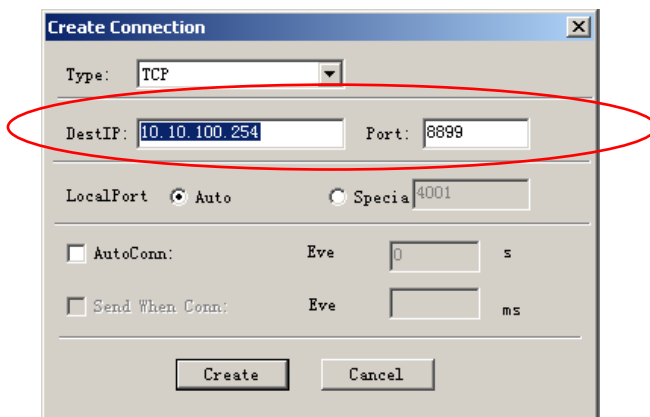 Create Connection
Type: TCP
DestIP: 10.10.100.254 Port: 8899
LocalPort Auto Specia 4001
AutoConn: Eve 0 s
Send When Conn: Eve ms
Create Cancel